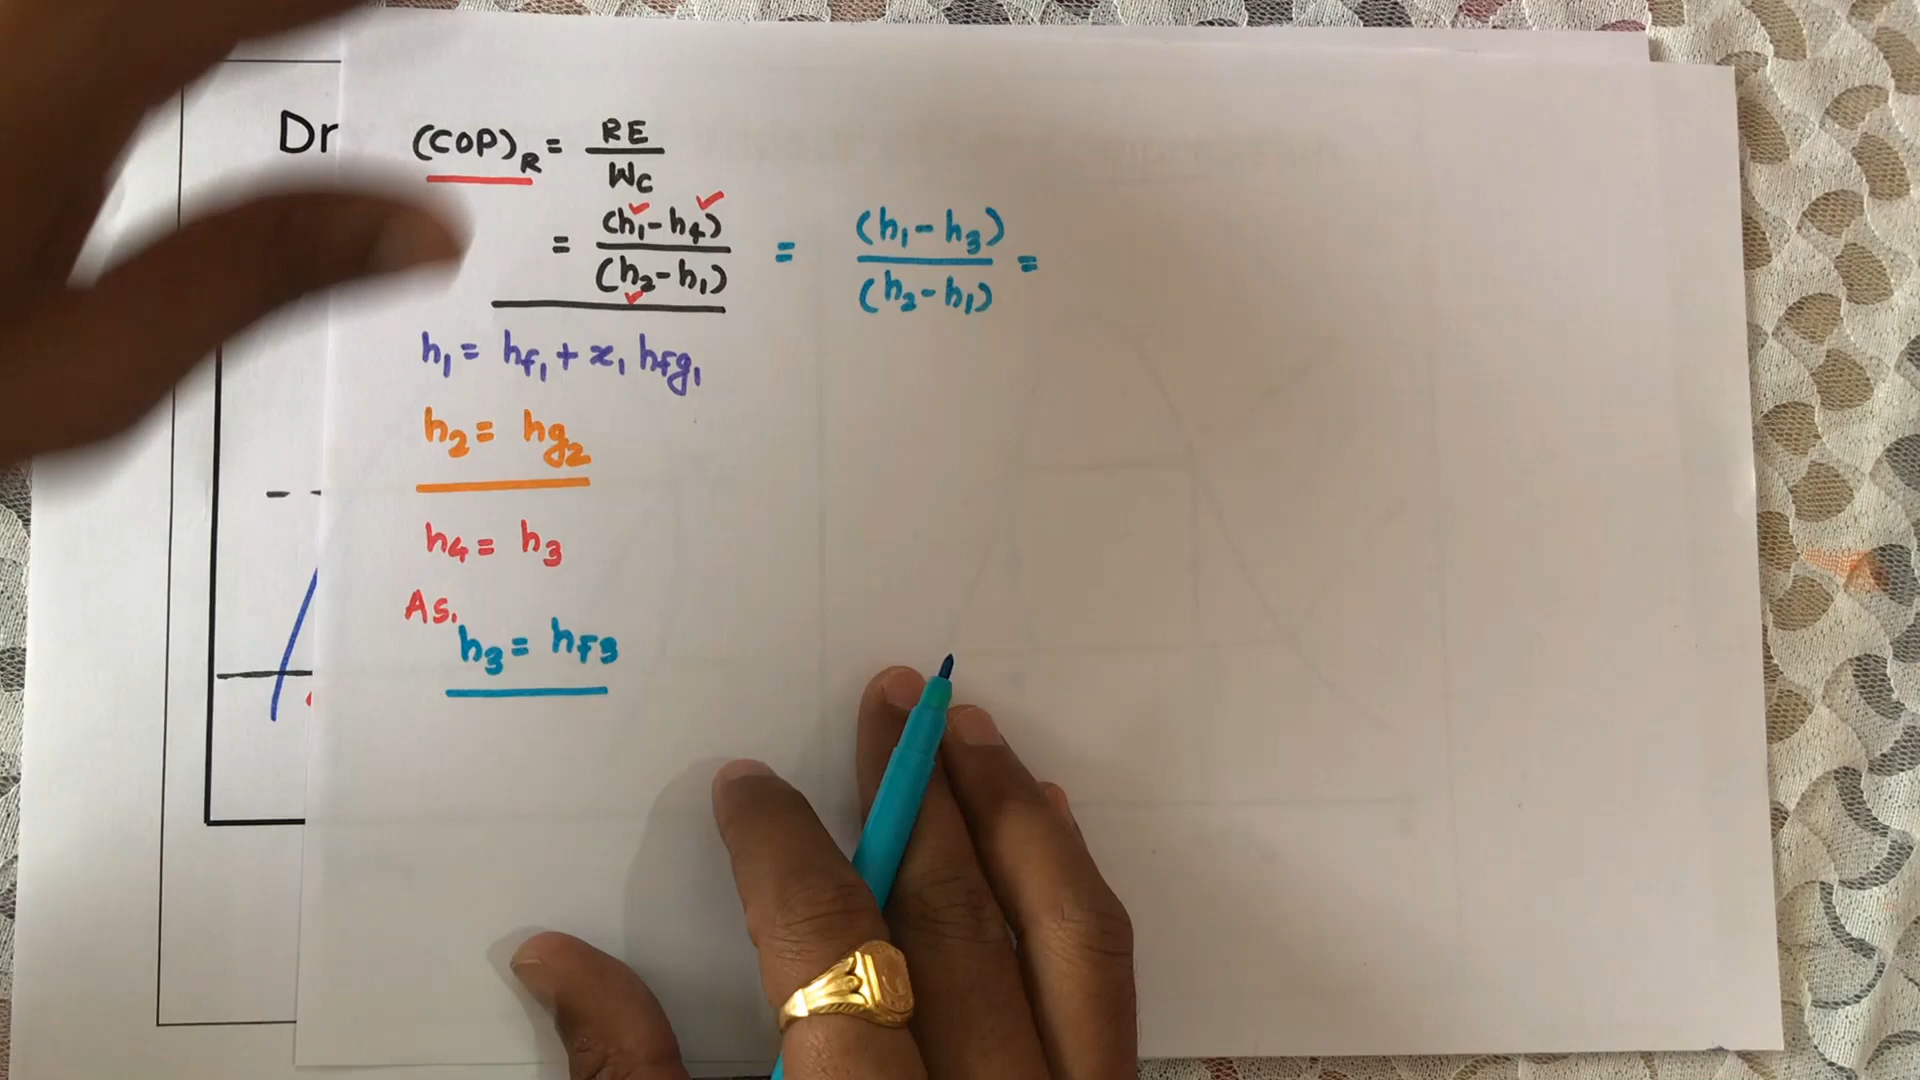 Dr
(COP)R = RE / Wc
= (h1-h4) / (h2-h1) = (h1-h3) / (h2-h1) =
h1 = hf1 + x1 hfg1
h2 = hg2
h4 = h3
As.
h3 = hf3